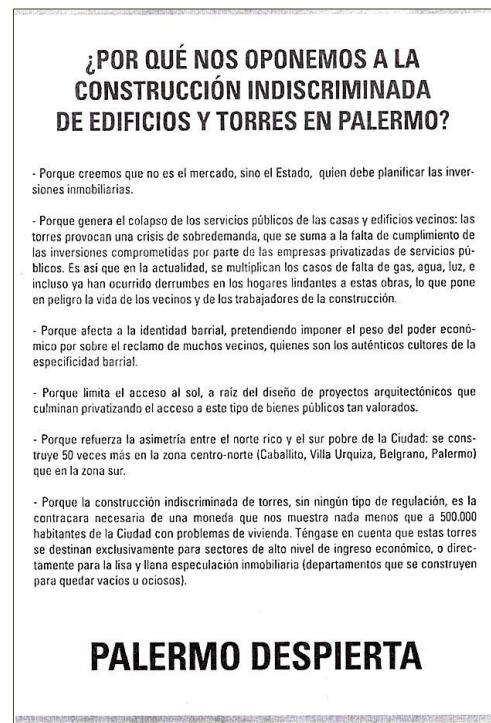 ¿POR QUÉ NOS OPONEMOS A LA
CONSTRUCCIÓN INDISCRIMINADA
DE EDIFICIOS Y TORRES EN PALERMO?
- Porque creemos que no es el mercado, sino el Estado, quien debe planificar las inver-
siones inmobiliarias.
- Porque genera el colapso de los servicios públicos de las casas y edificios vecinos: las
torres provocan una crisis de sobredemanda, que se suma a la falta de cumplimiento de
las inversiones comprometidas por parte de las empresas privatizadas de servicios pú-
blicos. Es así que en la actualidad, se multiplican los casos de falta de gas, agua, luz, e
incluso ya han ocurrido derrumbes en los hogares lindantes a estas obras, lo que pone
en peligro la vida de los vecinos y de los trabajadores de la construcción.
- Porque afecta a la identidad barrial, pretendiendo imponer el peso del poder econó-
mico por sobre el reclamo de muchos vecinos, quienes son los auténticos cultores de la
especificidad barrial.
- Porque limita el acceso al sol, a raíz del diseño de proyectos arquitectónicos que
culminan privatizando el acceso a este tipo de bienes públicos tan valorados.
- Porque refuerza la asimetría entre el norte rico y el sur pobre de la Ciudad: se cons-
truye 50 veces más en la zona centro-norte (Caballito, Villa Urquiza, Belgrano, Palermo)
que en la zona sur.
- Porque la construcción indiscriminada de torres, sin ningún tipo de regulación, es la
contracara necesaria de una moneda que nos muestra nada menos que a 500.000
habitantes de la Ciudad con problemas de vivienda. Téngase en cuenta que estas torres
se destinan exclusivamente para sectores de alto nivel de ingreso económico, o direc-
tamente para la lisa y llana especulación inmobiliaria (departamentos que se construyen
para quedar vacíos u ociosos).
PALERMO DESPIERTA